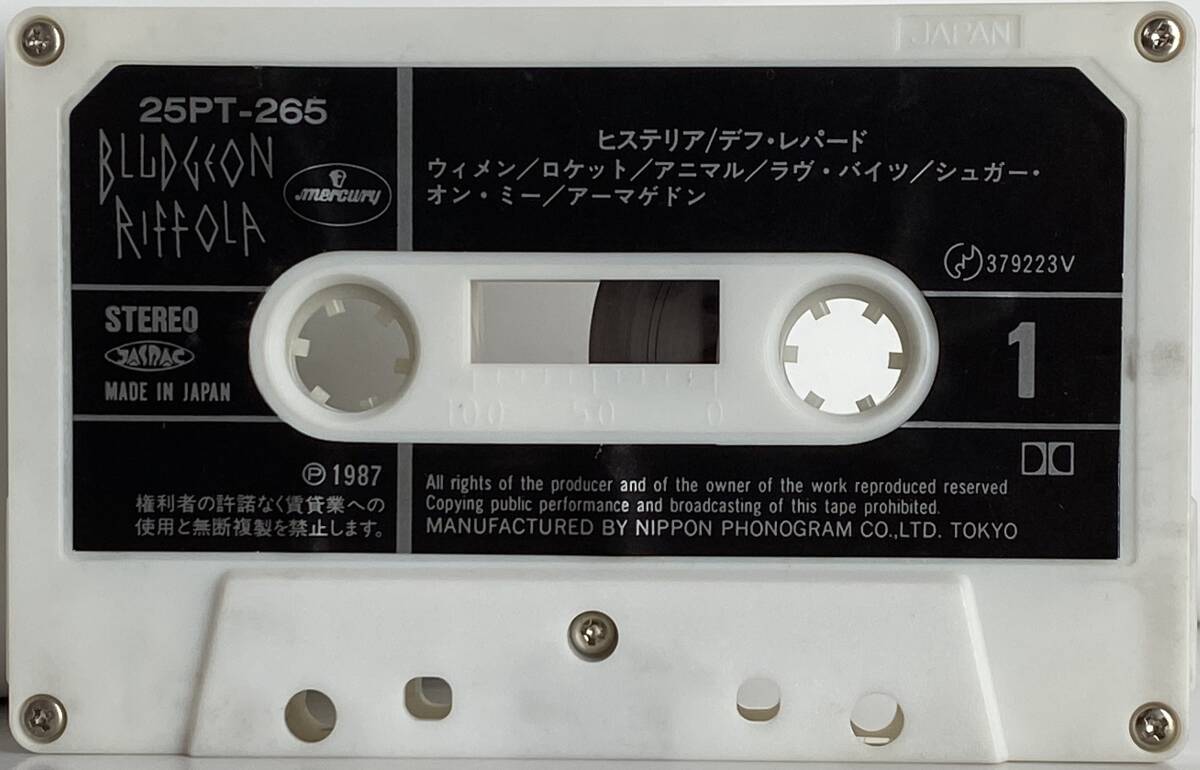 JAPAN
25PT-265
BLUDGEON
RIFFOLA
mercury
ヒステリア/デフ・レパード
ウィメン/ロケット/アニマル/ラヴ・バイツ/シュガー・
オン・ミー/アーマゲドン
379223V
STEREO
JASRAC
MADE IN JAPAN
1
100 50 0
Ⓟ1987
権利者の許諾なく賃貸業への
使用と無断複製を禁止します。
All rights of the producer and of the owner of the work reproduced reserved
Copying public performance and broadcasting of this tape prohibited.
MANUFACTURED BY NIPPON PHONOGRAM CO.,LTD. TOKYO